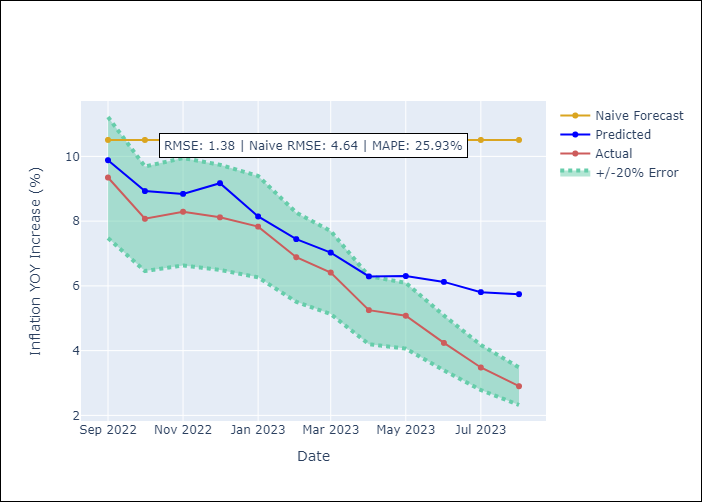 RMSE: 1.38 | Naive RMSE: 4.64 | MAPE: 25.93%
Naive Forecast
Predicted
Actual
+/-20% Error
Inflation YOY Increase (%)
10
8
6
4
2
Sep 2022 Nov 2022 Jan 2023 Mar 2023 May 2023 Jul 2023
Date